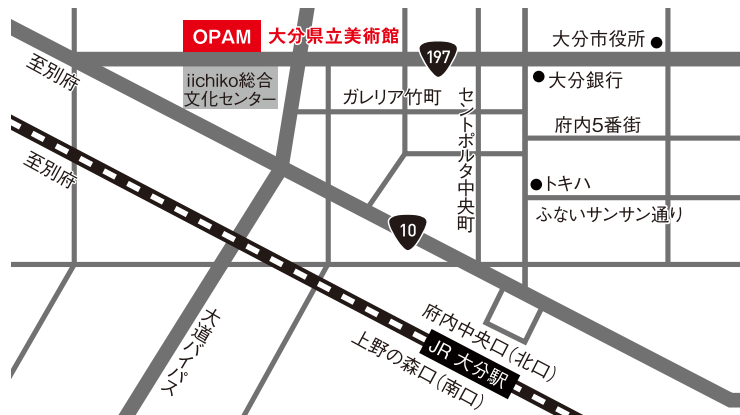 OPAM 大分県立美術館
197
大分市役所
至別府
iichiko総合
文化センター
大分銀行
ガレリア竹町
セントポルタ中央町
府内5番街
至別府
トキハ
ふないサンサン通り
10
大道バイパス
府内中央口(北口)
JR 大分駅
上野の森口(南口)